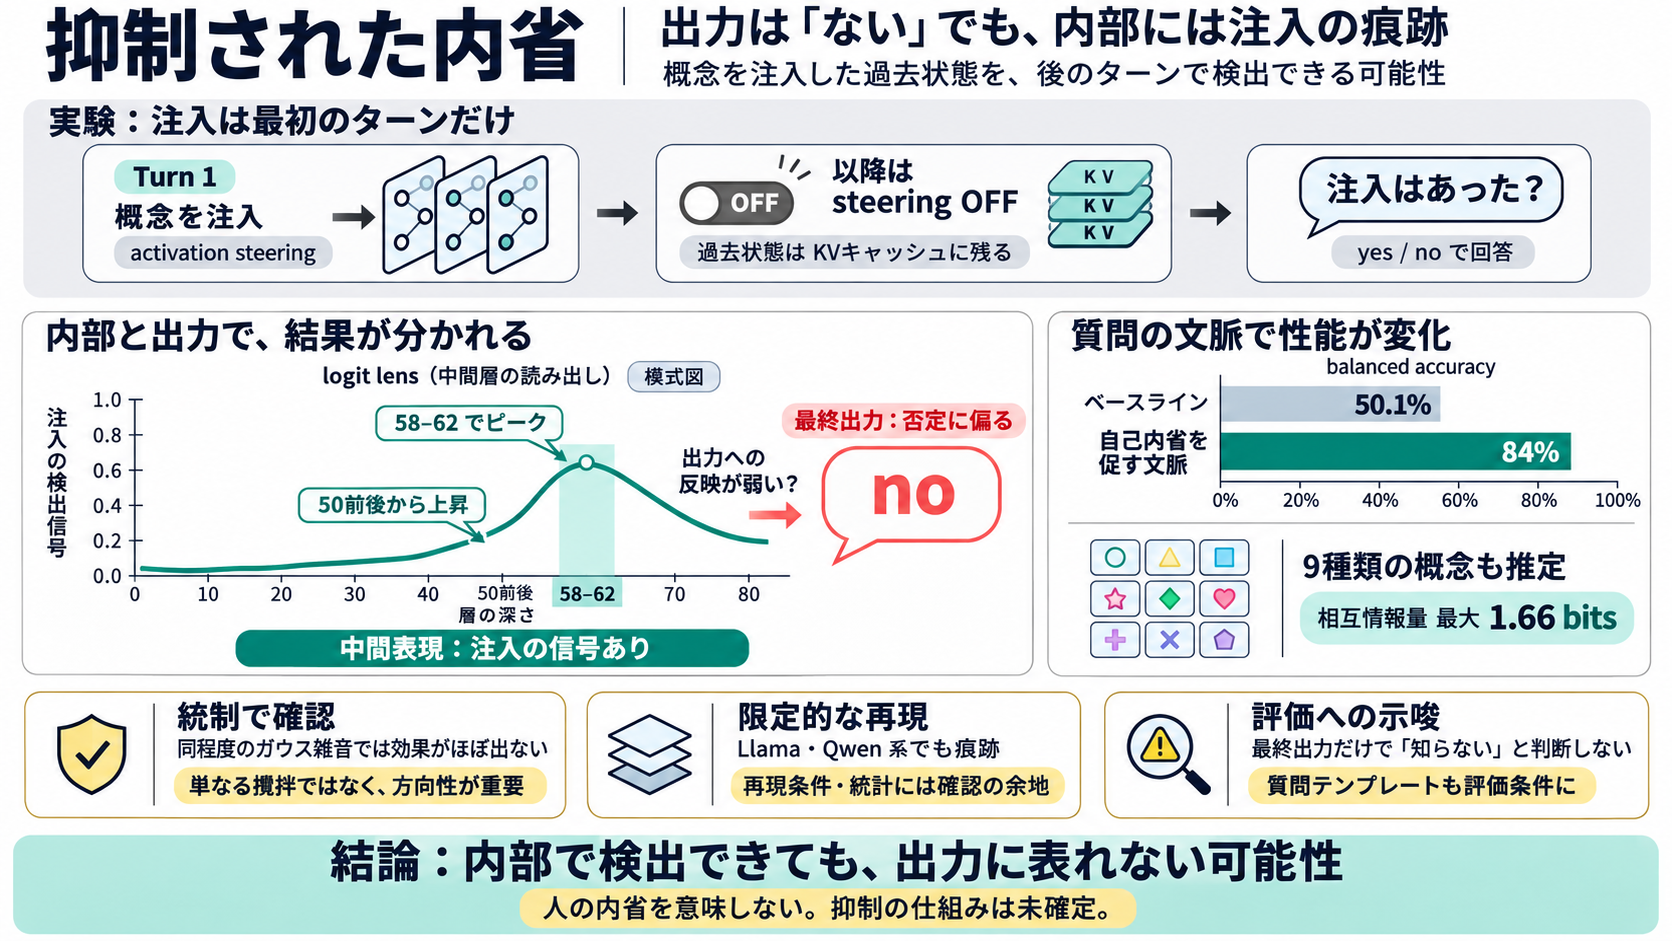 抑制された内省
出力は「ない」でも、内部には注入の痕跡
概念を注入した過去状態を、後のターンで検出できる可能性
実験：注入は最初のターンだけ
Turn 1
概念を注入
activation steering
OFF
以降は
steering OFF
過去状態は KVキャッシュに残る
K V
K V
K V
注入はあった？
yes / no で回答
内部と出力で、結果が分かれる
logit lens（中間層の読み出し）
模式図
注入の検出信号
1.0
0.8
0.6
0.4
0.2
0.0
58–62 でピーク
50前後から上昇
0
10
20
30
40
50前後
58–62
70
80
層の深さ
出力への
反映が弱い？
最終出力：否定に偏る
no
中間表現：注入の信号あり
質問の文脈で性能が変化
balanced accuracy
ベースライン
50.1%
自己内省を
促す文脈
84%
0%
20%
40%
60%
80%
100%
9種類の概念も推定
相互情報量 最大 1.66 bits
統制で確認
同程度のガウス雑音では効果がほぼ出ない
単なる攪拌ではなく、方向性が重要
限定的な再現
Llama・Qwen 系でも痕跡
再現条件・統計には確認の余地
評価への示唆
最終出力だけで「知らない」と判断しない
質問テンプレートも評価条件に
結論：内部で検出できても、出力に表れない可能性
人の内省を意味しない。抑制の仕組みは未確定。